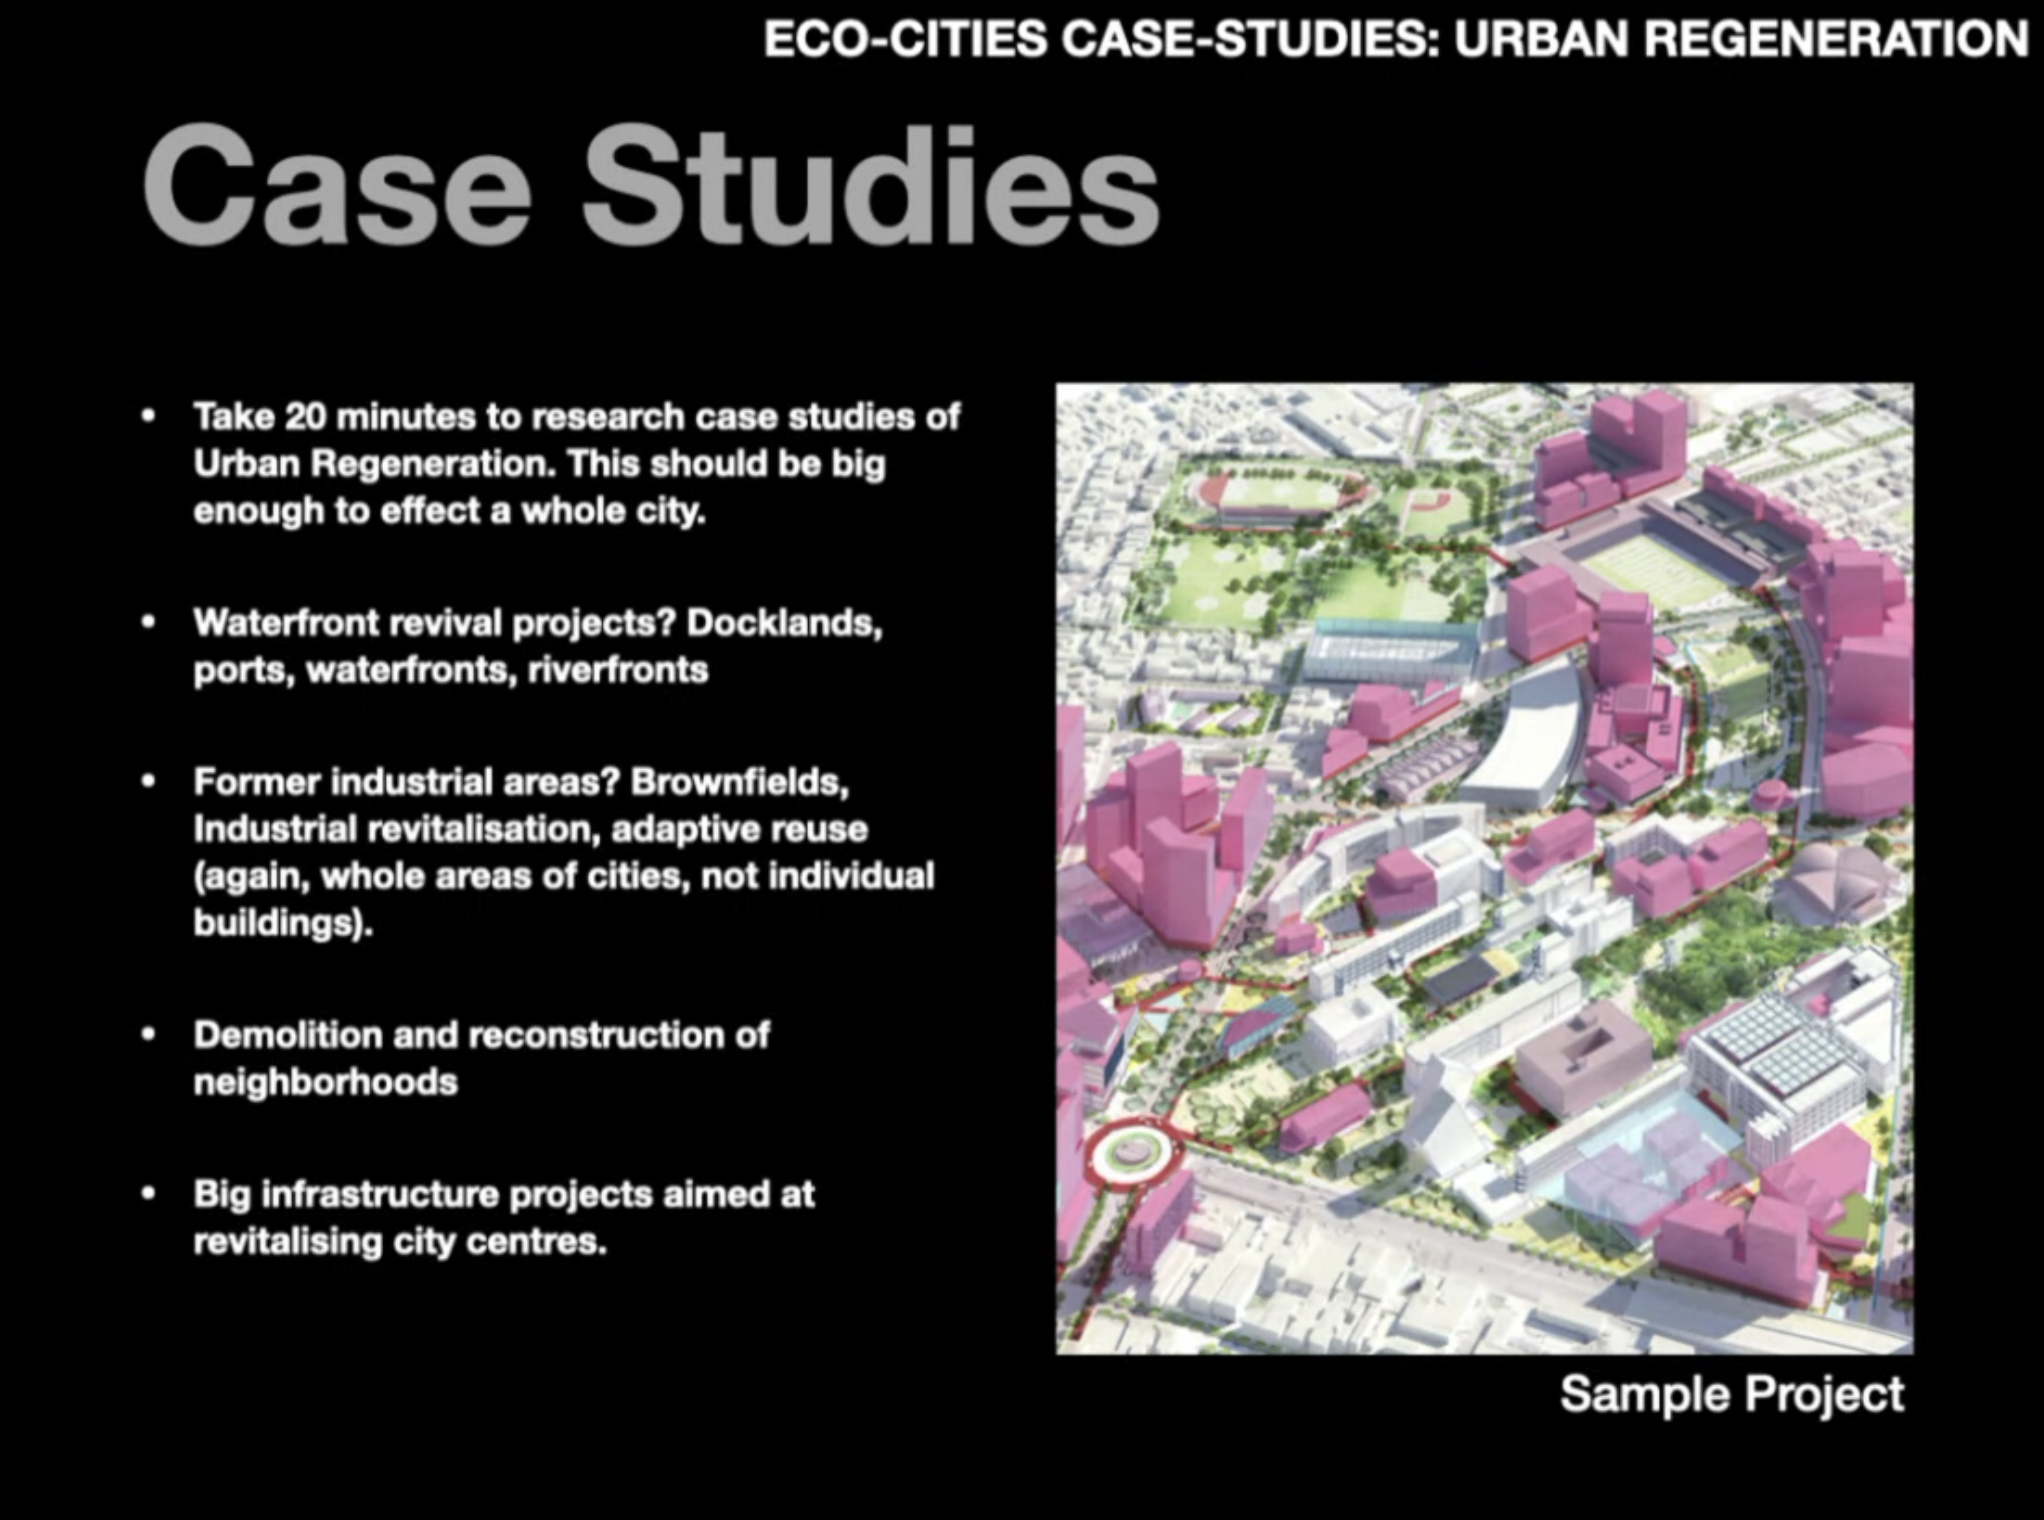 ECO-CITIES CASE-STUDIES: URBAN REGENERATION
Case Studies
• Take 20 minutes to research case studies of
Urban Regeneration. This should be big
enough to effect a whole city.
• Waterfront revival projects? Docklands,
ports, waterfronts, riverfronts
• Former industrial areas? Brownfields,
Industrial revitalisation, adaptive reuse
(again, whole areas of cities, not individual
buildings).
• Demolition and reconstruction of
neighborhoods
• Big infrastructure projects aimed at
revitalising city centres.
Sample Project